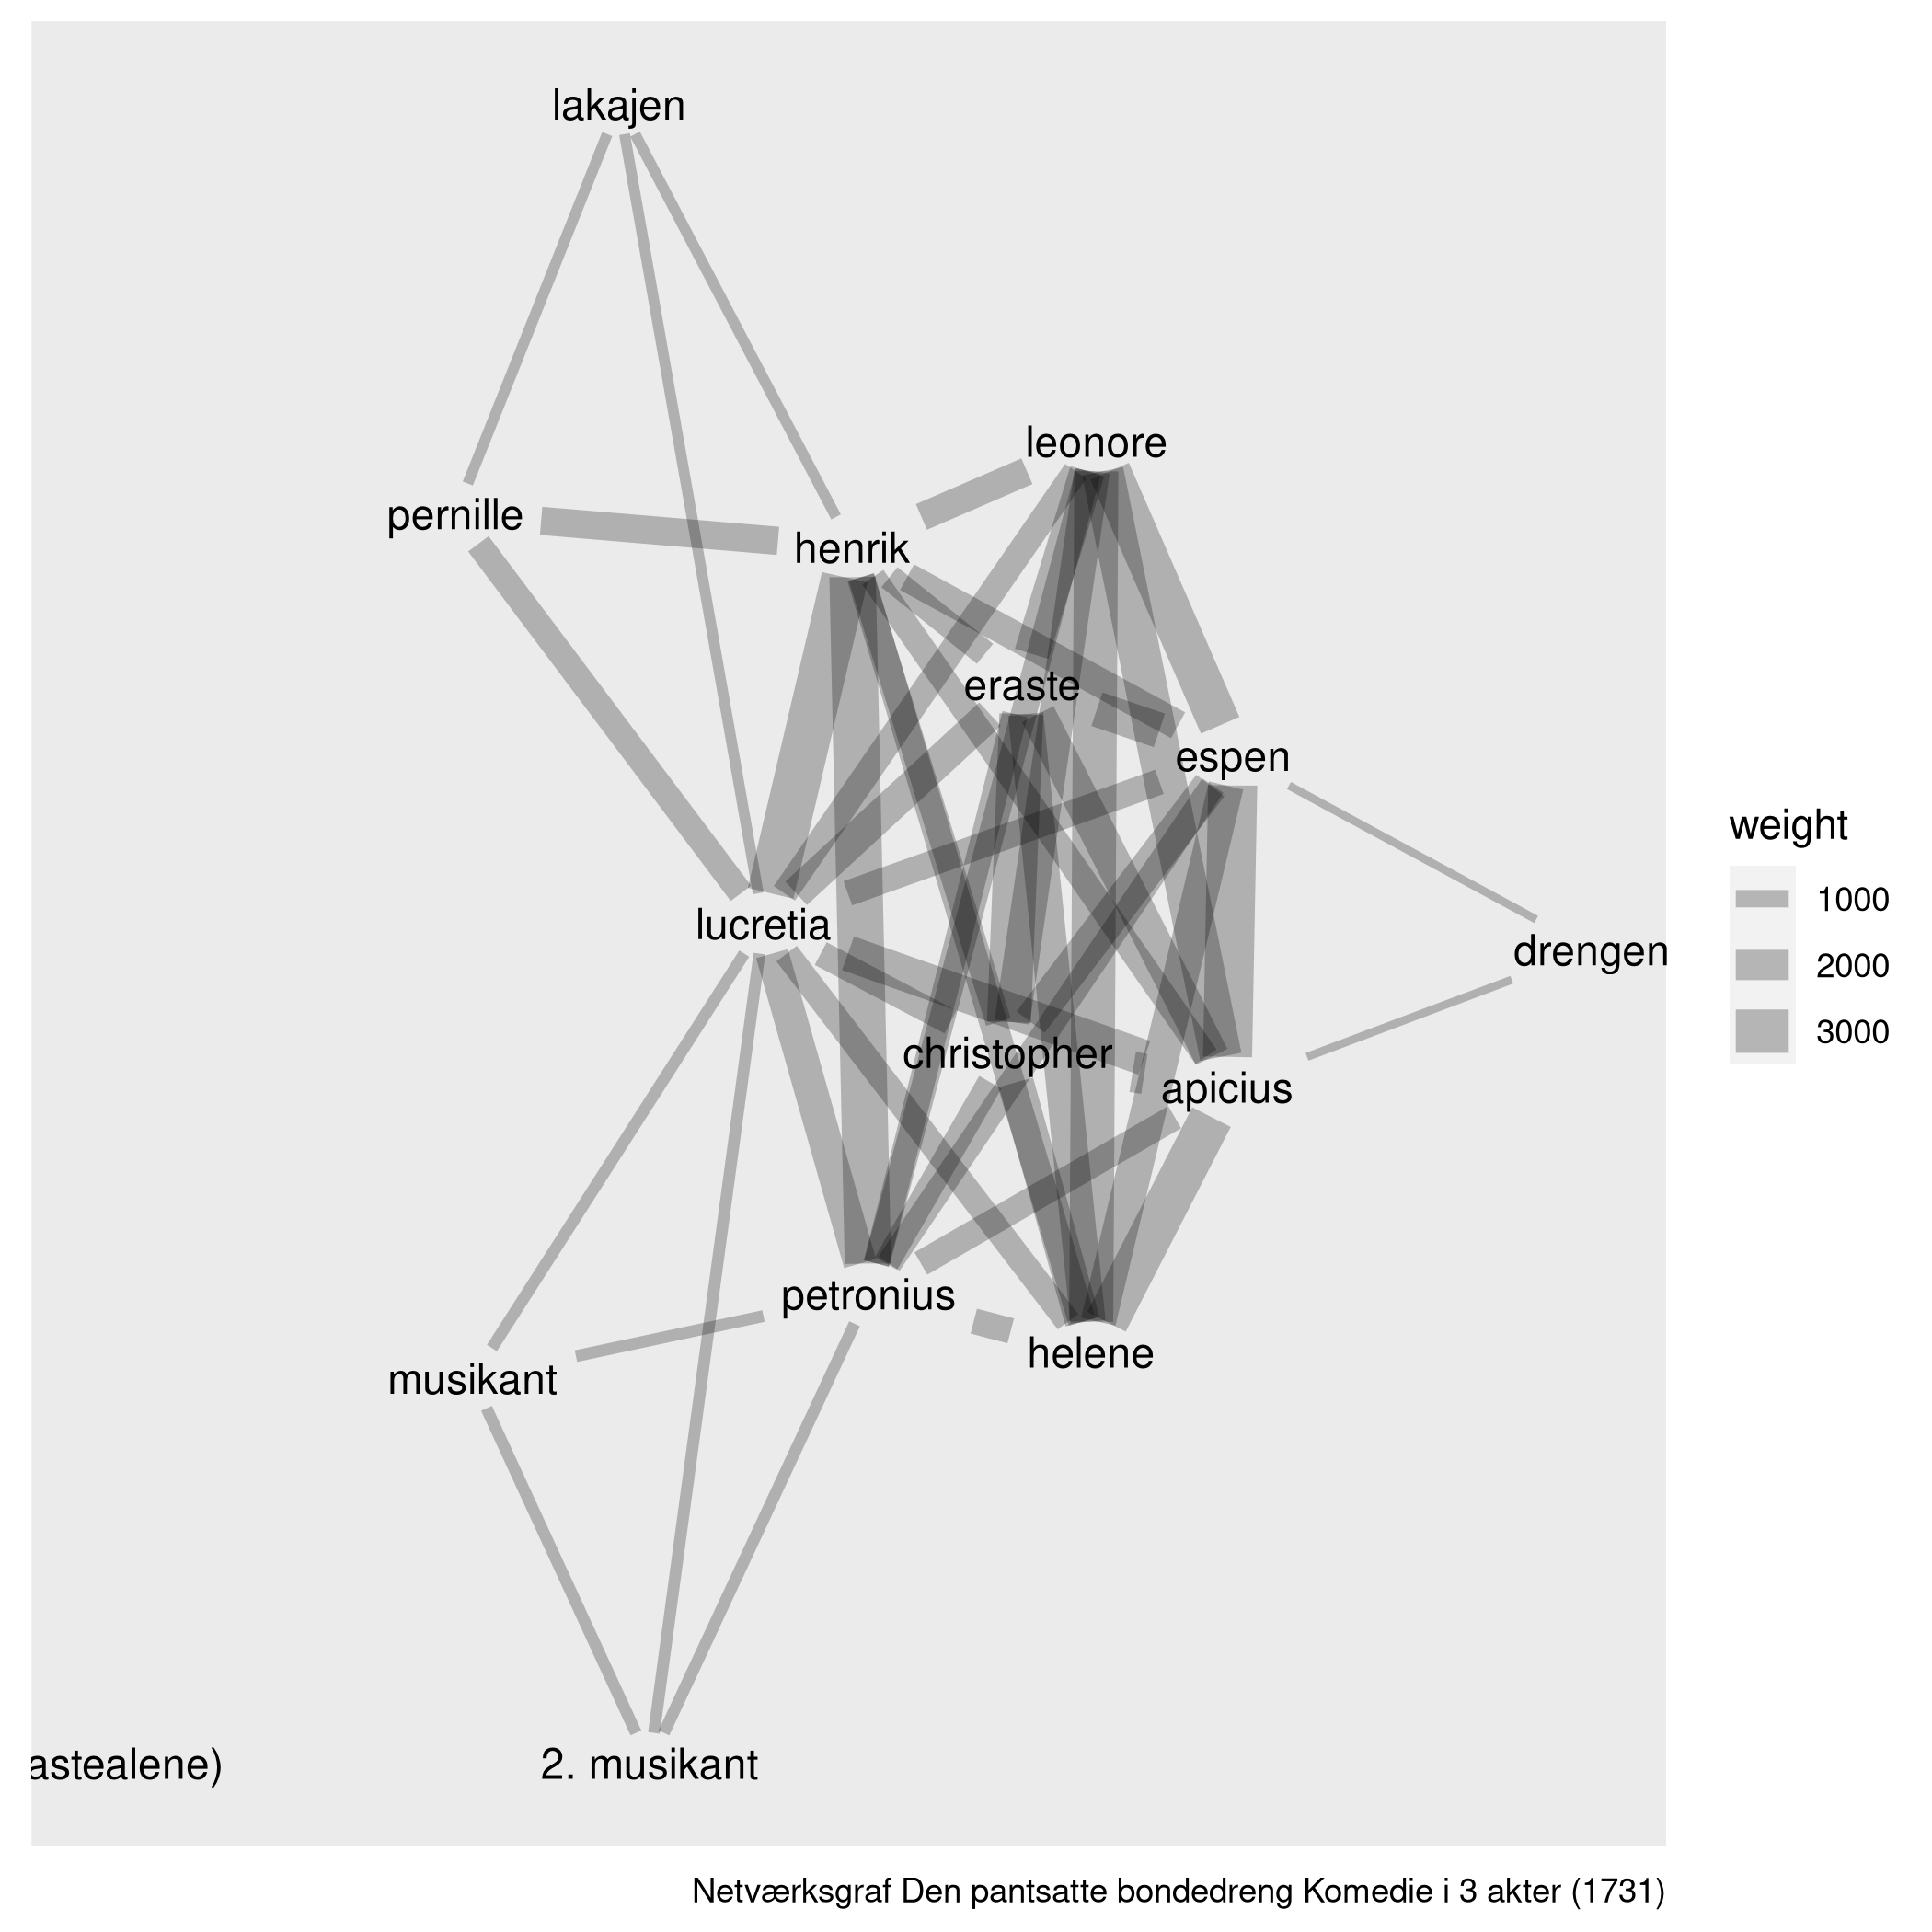 lakajen
leonore
pernille
henrik
eraste
espen
weight
1000
2000
3000
lucretia
drengen
christopher
apicius
petronius
helene
musikant
astealene)
2. musikant
Netværksgraf Den pantsatte bondedreng Komedie i 3 akter (1731)